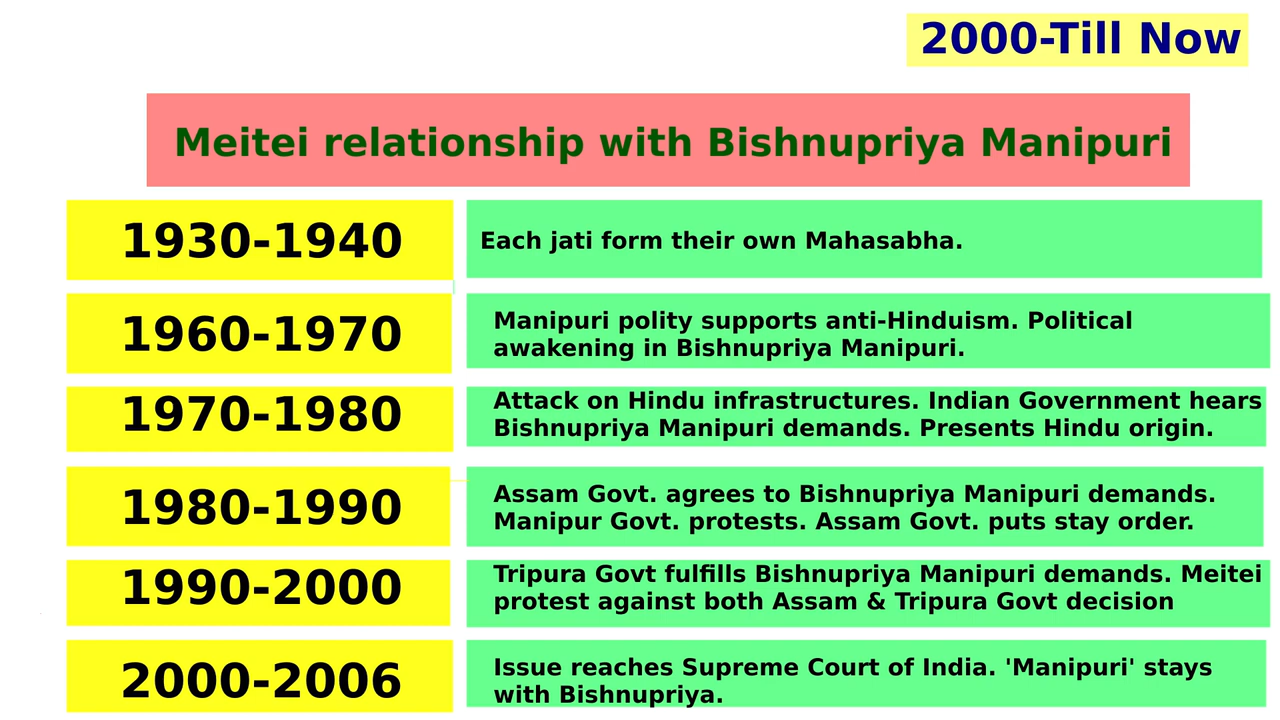 2000-Till Now
Meitei relationship with Bishnupriya Manipuri
1930-1940
Each jati form their own Mahasabha.
1960-1970
Manipuri polity supports anti-Hinduism. Political
awakening in Bishnupriya Manipuri.
1970-1980
Attack on Hindu infrastructures. Indian Government hears
Bishnupriya Manipuri demands. Presents Hindu origin.
1980-1990
Assam Govt. agrees to Bishnupriya Manipuri demands.
Manipur Govt. protests. Assam Govt. puts stay order.
1990-2000
Tripura Govt fulfills Bishnupriya Manipuri demands. Meitei
protest against both Assam & Tripura Govt decision
2000-2006
Issue reaches Supreme Court of India. 'Manipuri' stays
with Bishnupriya.